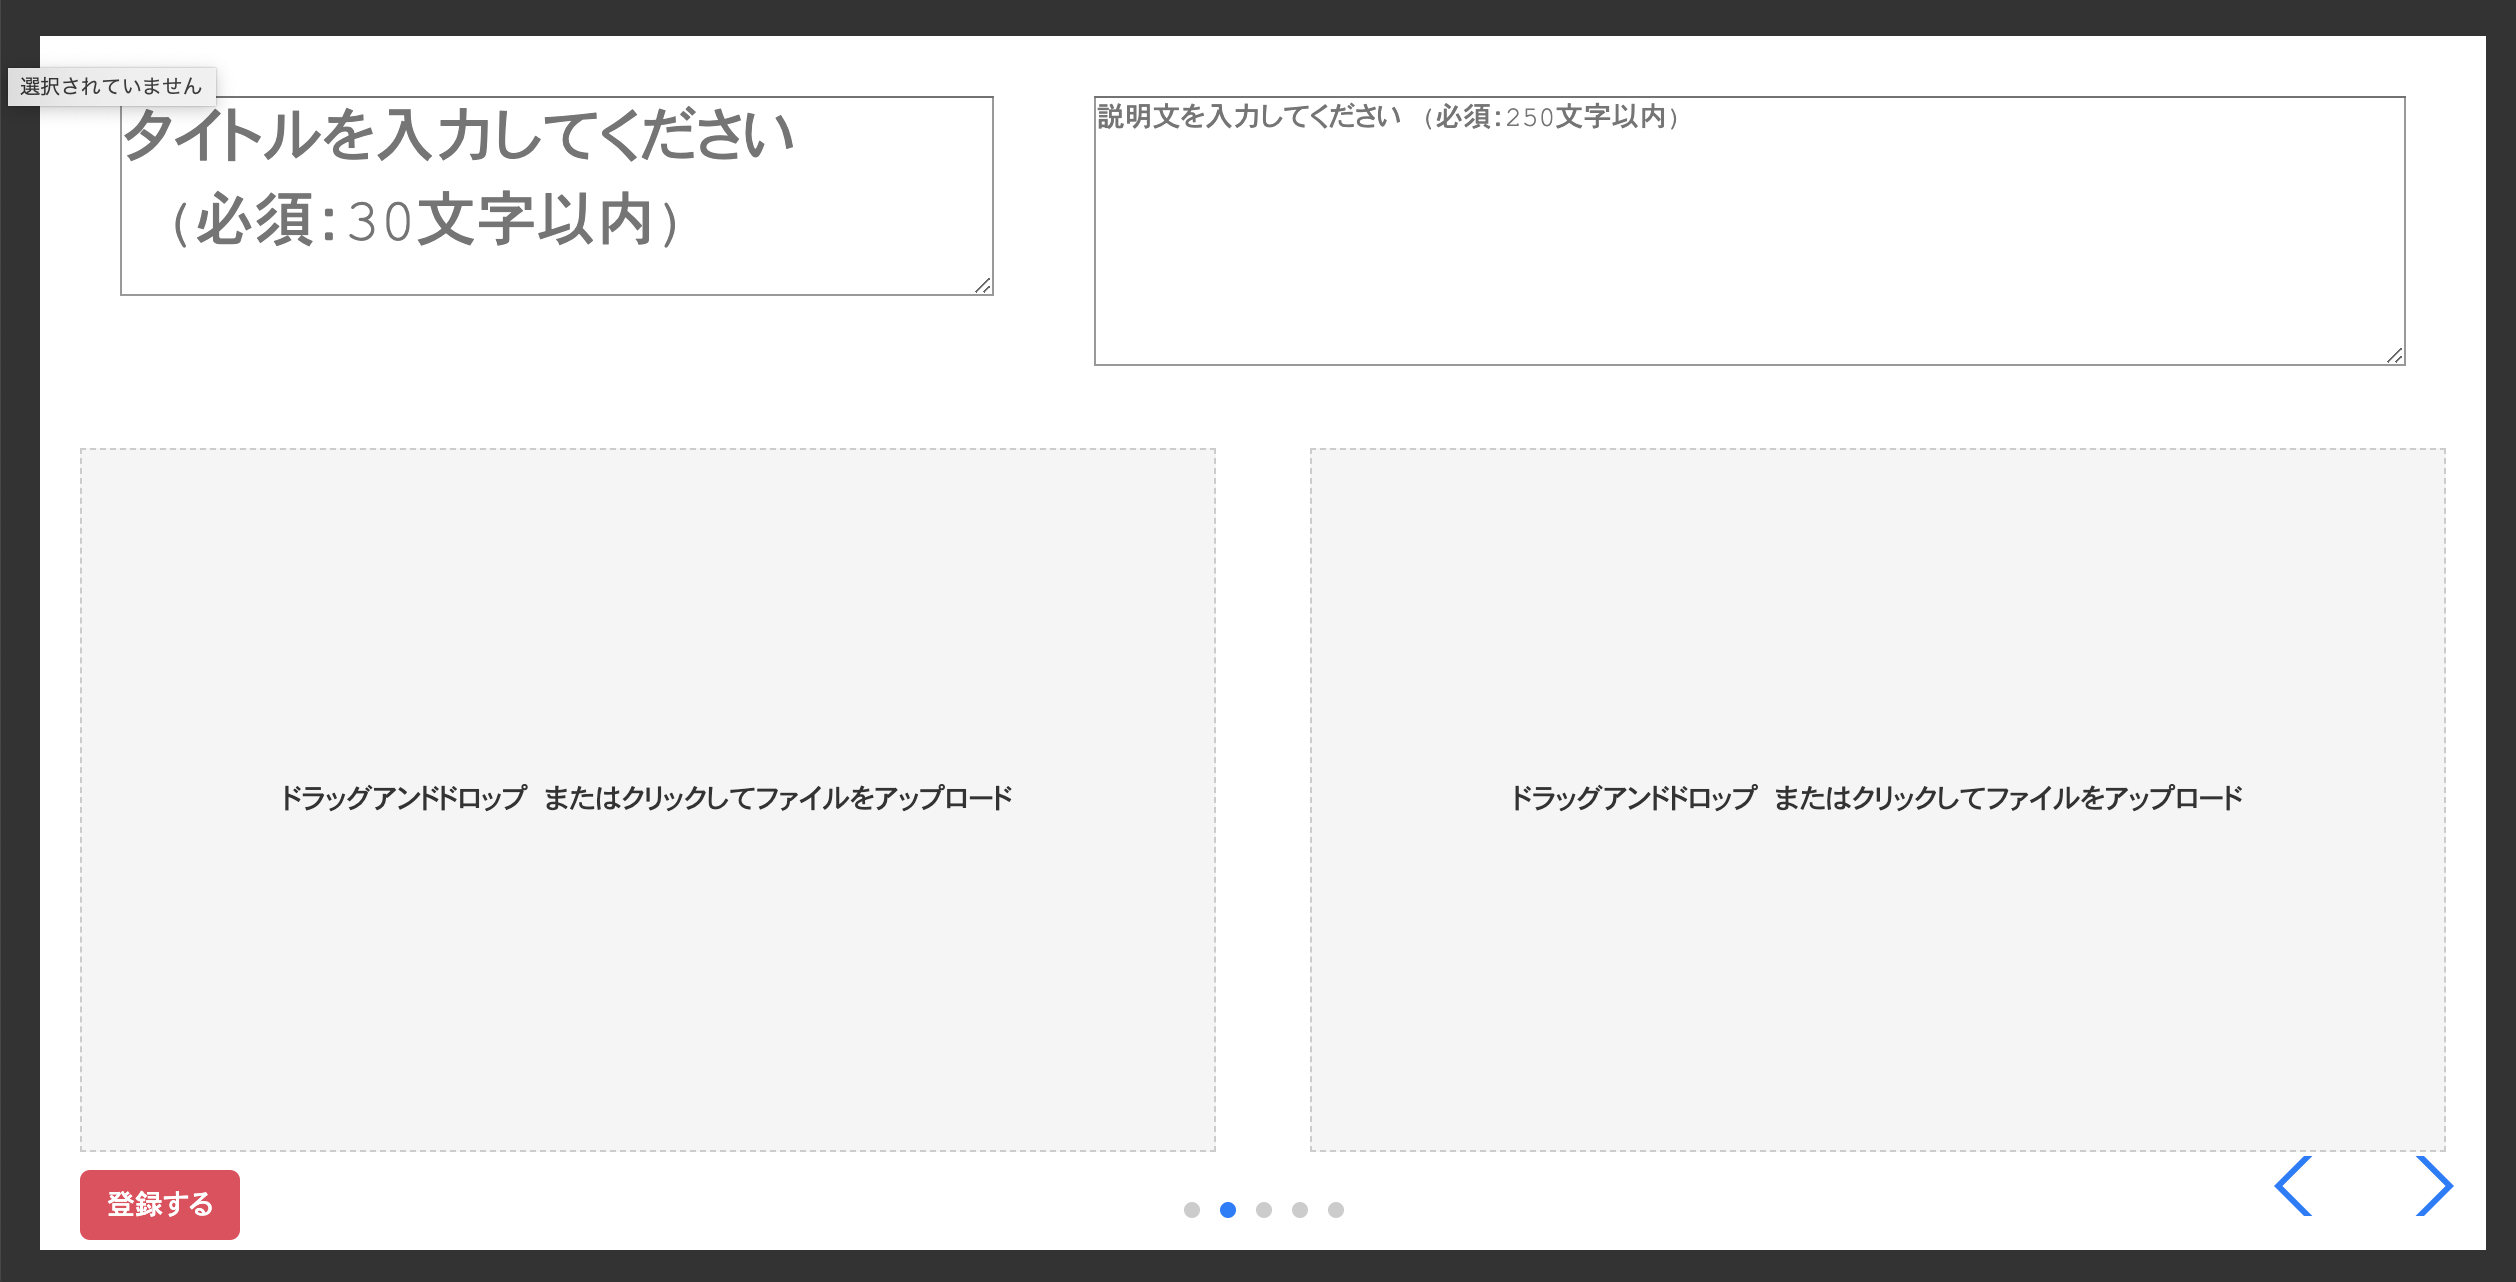 選択されていません
タイトルを入力してください
（必須：30文字以内）
説明文を入力してください （必須：250文字以内）
ドラッグアンドドロップ またはクリックしてファイルをアップロード
ドラッグアンドドロップ またはクリックしてファイルをアップロード
登録する